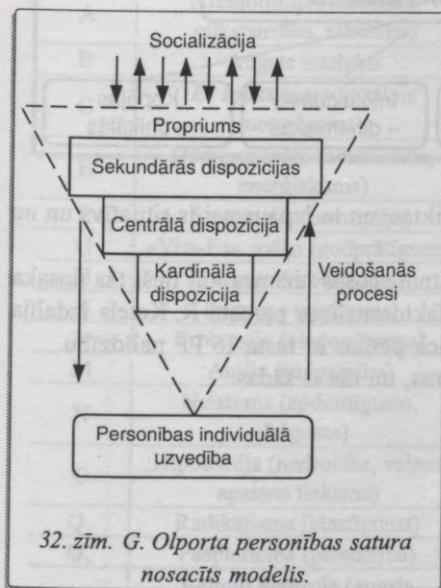 Socializācija
Propriums
Sekundārās dispozīcijas
Centrālā dispozīcija
Kardinālā
dispozīcija
Veidošanās
procesi
Personības individuālā
uzvedība
32. zīm. G. Olporta personības satura
nosacīts modelis.